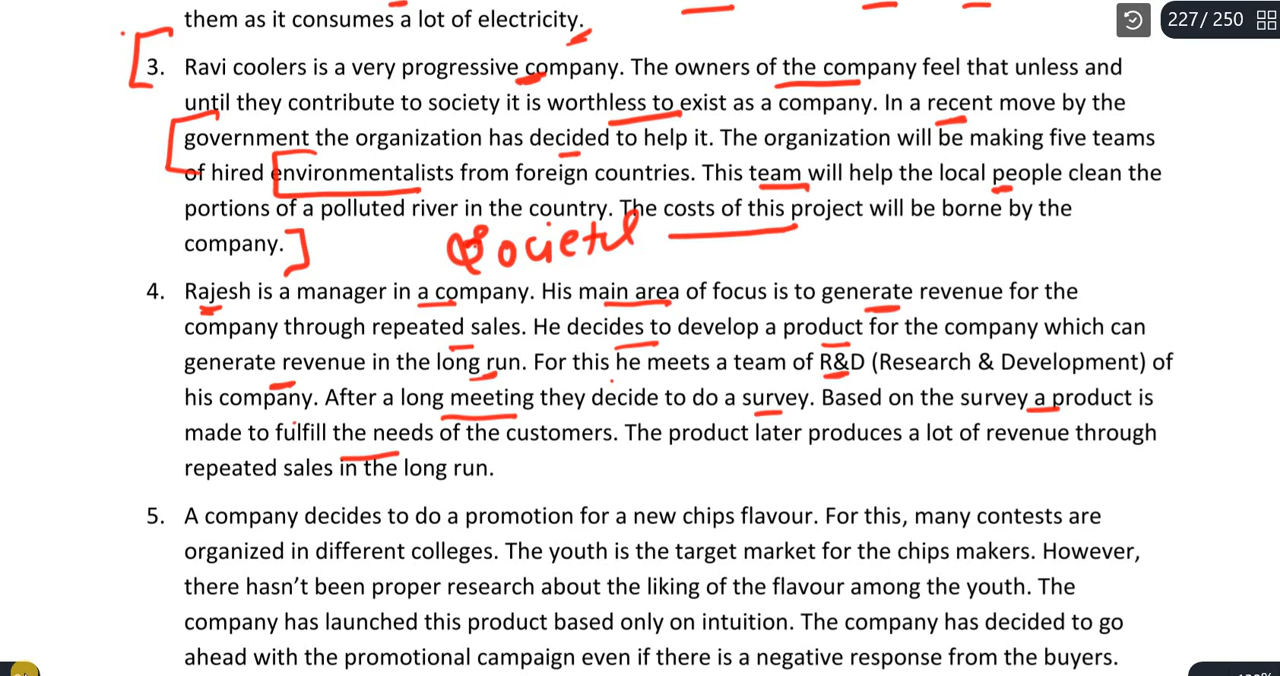 them as it consumes a lot of electricity.
227/ 250
3. Ravi coolers is a very progressive company. The owners of the company feel that unless and
until they contribute to society it is worthless to exist as a company. In a recent move by the
government the organization has decided to help it. The organization will be making five teams
of hired environmentalists from foreign countries. This team will help the local people clean the
portions of a polluted river in the country. The costs of this project will be borne by the
company.
4. Rajesh is a manager in a company. His main area of focus is to generate revenue for the
company through repeated sales. He decides to develop a product for the company which can
generate revenue in the long run. For this he meets a team of R&D (Research & Development) of
his company. After a long meeting they decide to do a survey. Based on the survey a product is
made to fulfill the needs of the customers. The product later produces a lot of revenue through
repeated sales in the long run.
5. A company decides to do a promotion for a new chips flavour. For this, many contests are
organized in different colleges. The youth is the target market for the chips makers. However,
there hasn't been proper research about the liking of the flavour among the youth. The
company has launched this product based only on intuition. The company has decided to go
ahead with the promotional campaign even if there is a negative response from the buyers.